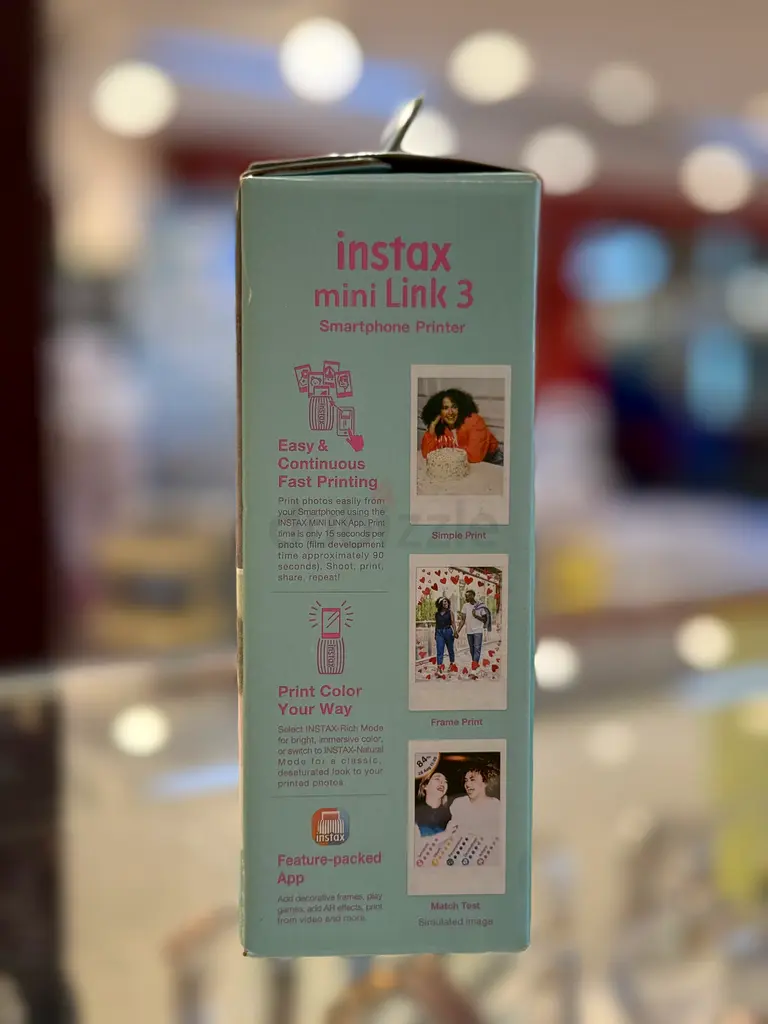 instax
mini Link 3
Smartphone Printer
Easy &
Continuous
Fast Printing
Print photos easily from
your Smartphone using the
INSTAX MINI LINK App. Print
time is only 15 seconds per
photo (film development
time approximately 90
seconds). Shoot, print,
share, repeat!
Simple Print
Frame Print
instax
Print Color
Your Way
Select INSTAX-Rich Mode
for bright, immersive color,
or switch to INSTAX-Natural
Mode for a classic,
desaturated look to your
printed photos
84%
instax
Feature-packed
App
Add decorative frames, play
games, add AR effects, print
from video and more.
Match Test
Simulated image